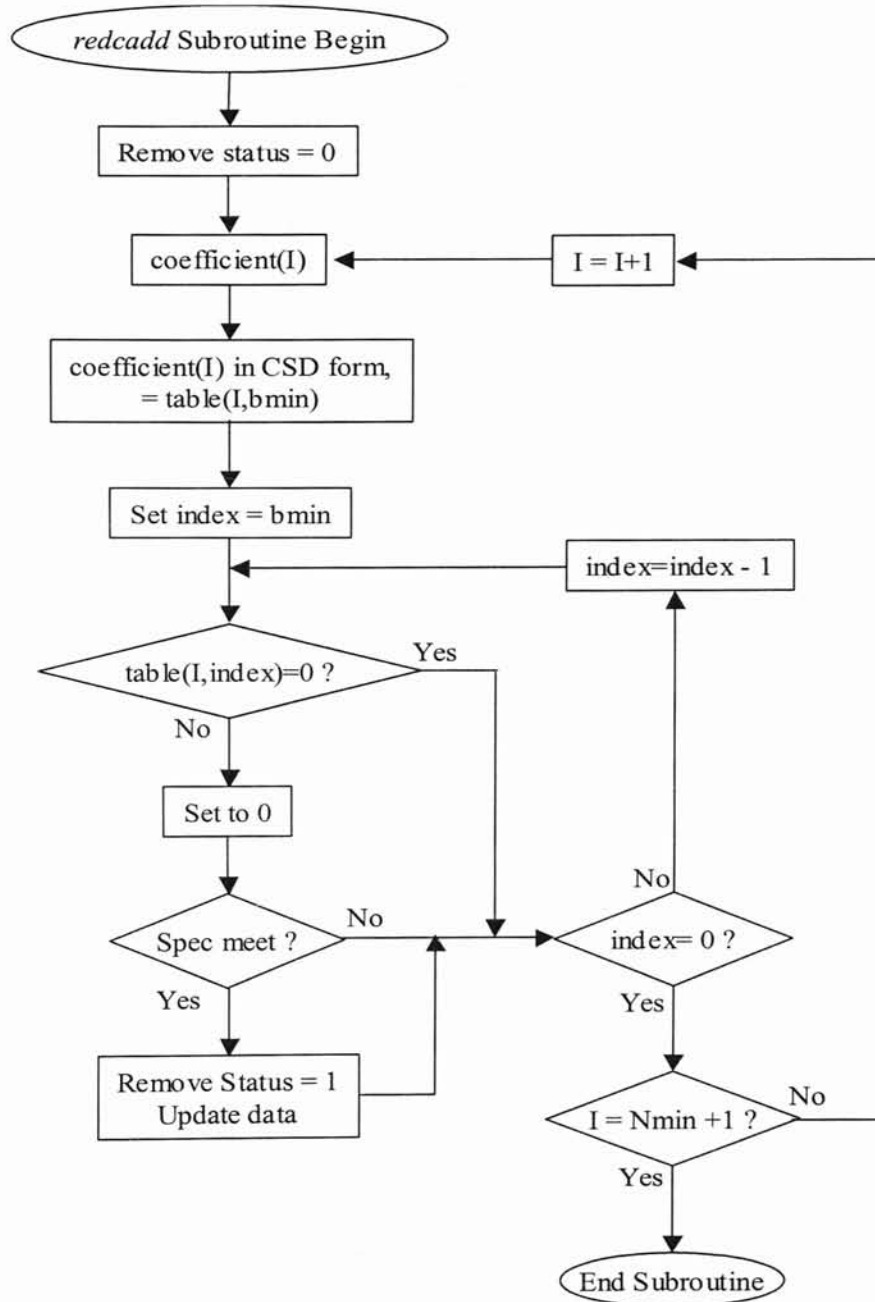 redcadd Subroutine Begin
Remove status = 0
coefficient(I)
I = I+1
coefficient(I) in CSD form,
= table(I,bmin)
Set index = bmin
index=index - 1
table(I,index)=0 ?
Yes
No
Set to 0
Spec meet ?
No
Yes
No
index= 0 ?
Yes
Remove Status = 1
Update data
I = Nmin +1 ?
No
Yes
End Subroutine